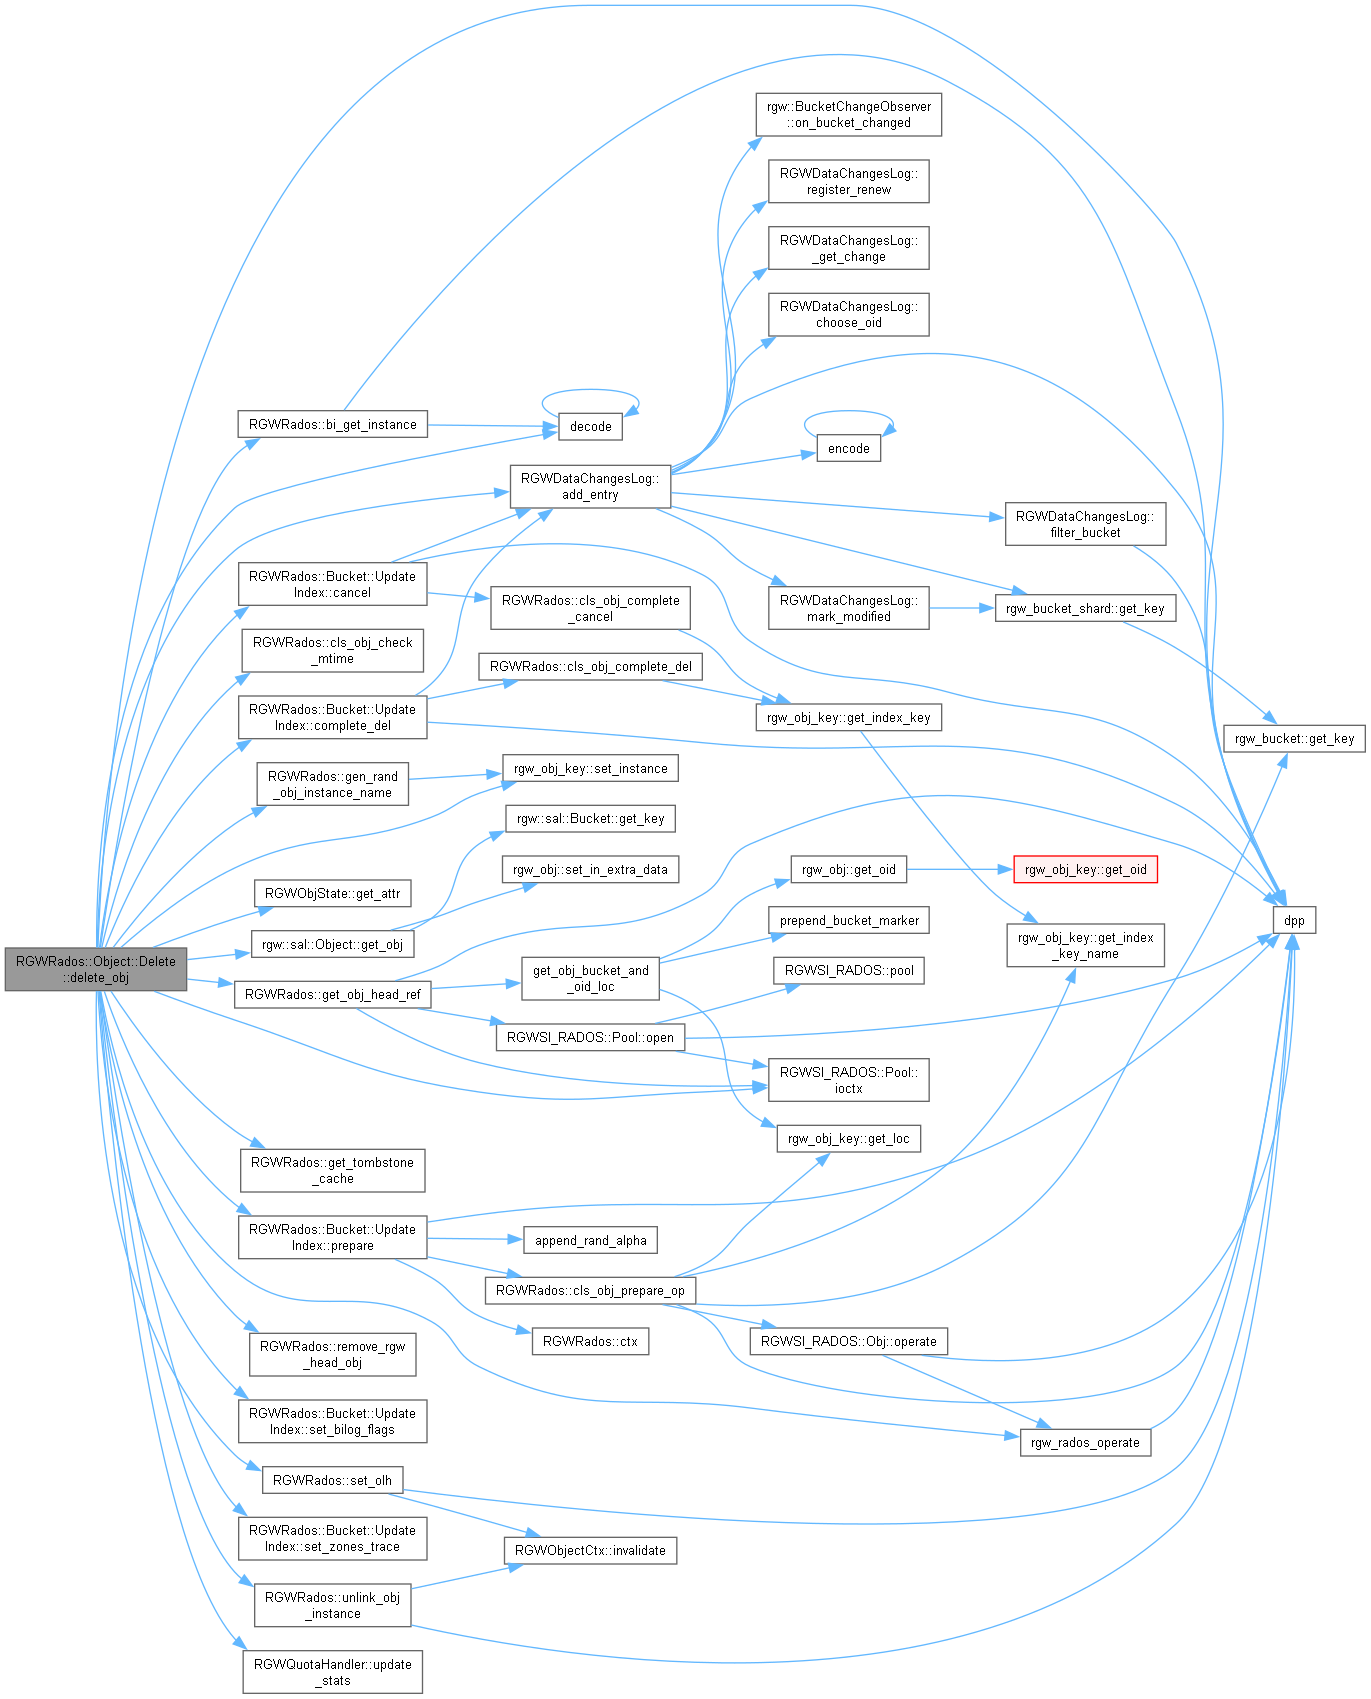 rgw::BucketChangeObserver
::on_bucket_changed
RGWDataChangesLog::
register_renew
RGWDataChangesLog::
_get_change
RGWDataChangesLog::
choose_oid
RGWRados::bi_get_instance
decode
encode
RGWDataChangesLog::
add_entry
RGWDataChangesLog::
filter_bucket
RGWRados::Bucket::Update
Index::cancel
RGWRados::cls_obj_complete
_cancel
RGWDataChangesLog::
mark_modified
rgw_bucket_shard::get_key
RGWRados::cls_obj_check
_mtime
RGWRados::cls_obj_complete_del
RGWRados::Bucket::Update
Index::complete_del
rgw_obj_key::get_index_key
rgw_bucket::get_key
RGWRados::gen_rand
_obj_instance_name
rgw_obj_key::set_instance
rgw::sal::Bucket::get_key
rgw_obj::set_in_extra_data
rgw_obj::get_oid
rgw_obj_key::get_oid
RGWObjState::get_attr
prepend_bucket_marker
dpp
rgw::sal::Object::get_obj
rgw_obj_key::get_index
_key_name
RGWRados::Object::Delete
::delete_obj
get_obj_bucket_and
_oid_loc
RGWSI_RADOS::pool
RGWRados::get_obj_head_ref
RGWSI_RADOS::Pool::open
RGWSI_RADOS::Pool::
ioctx
rgw_obj_key::get_loc
RGWRados::get_tombstone
_cache
RGWRados::Bucket::Update
Index::prepare
append_rand_alpha
RGWRados::cls_obj_prepare_op
RGWRados::ctx
RGWSI_RADOS::Obj::operate
RGWRados::remove_rgw
_head_obj
RGWRados::Bucket::Update
Index::set_bilog_flags
rgw_rados_operate
RGWRados::set_olh
RGWRados::Bucket::Update
Index::set_zones_trace
RGWObjectCtx::invalidate
RGWRados::unlink_obj
_instance
RGWQuotaHandler::update
_stats